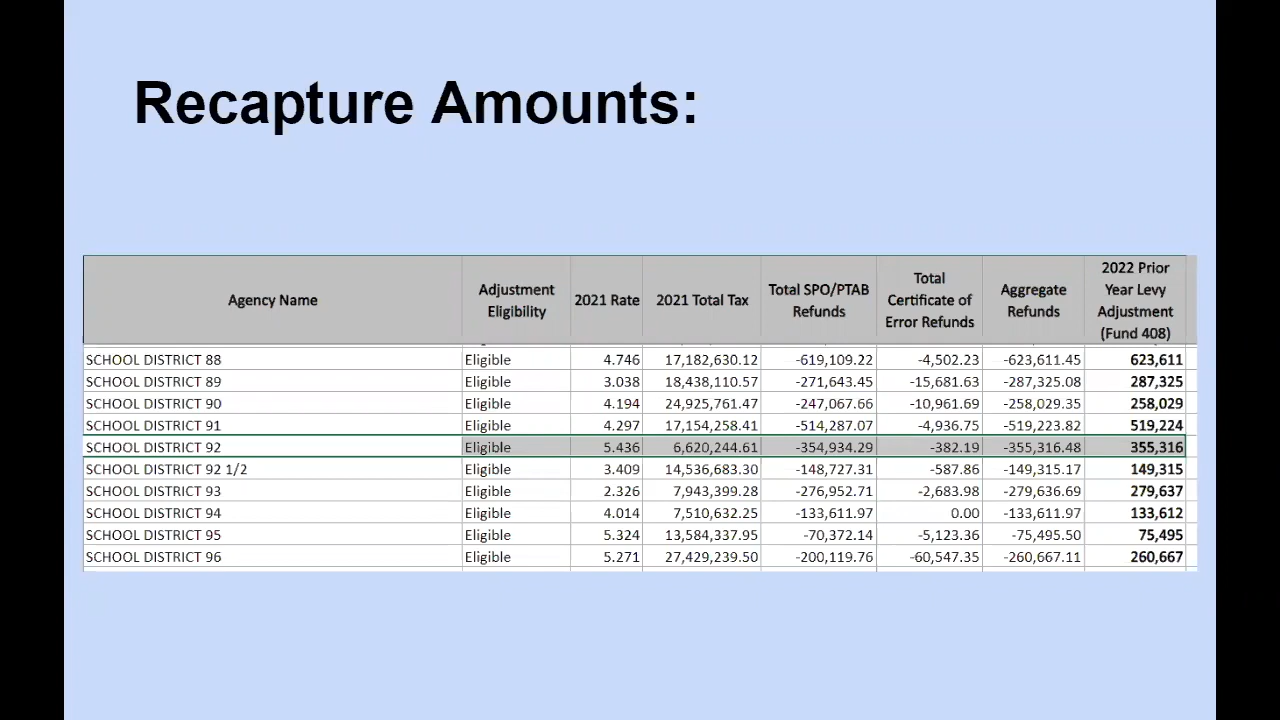 Recapture Amounts:
Agency Name Adjustment Eligibility 2021 Rate 2021 Total Tax Total SPO/PTAB Refunds Total Certificate of Error Refunds Aggregate Refunds 2022 Prior Year Levy Adjustment (Fund 408)
SCHOOL DISTRICT 88 Eligible 4.746 17,182,630.12 -619,109.22 -4,502.23 -623,611.45 623,611
SCHOOL DISTRICT 89 Eligible 3.038 18,438,110.57 -271,643.45 -15,681.63 -287,325.08 287,325
SCHOOL DISTRICT 90 Eligible 4.194 24,925,761.47 -247,067.66 -10,961.69 -258,029.35 258,029
SCHOOL DISTRICT 91 Eligible 4.297 17,154,258.41 -514,287.07 -4,936.75 -519,223.82 519,224
SCHOOL DISTRICT 92 Eligible 5.436 6,620,244.61 -354,934.29 -382.19 -355,316.48 355,316
SCHOOL DISTRICT 92 1/2 Eligible 3.409 14,536,683.30 -148,727.31 -587.86 -149,315.17 149,315
SCHOOL DISTRICT 93 Eligible 2.326 7,943,399.28 -276,952.71 -2,683.98 -279,636.69 279,637
SCHOOL DISTRICT 94 Eligible 4.014 7,510,632.25 -133,611.97 0.00 -133,611.97 133,612
SCHOOL DISTRICT 95 Eligible 5.324 13,584,337.95 -70,372.14 -5,123.36 -75,495.50 75,495
SCHOOL DISTRICT 96 Eligible 5.271 27,429,239.50 -200,119.76 -60,547.35 -260,667.11 260,667